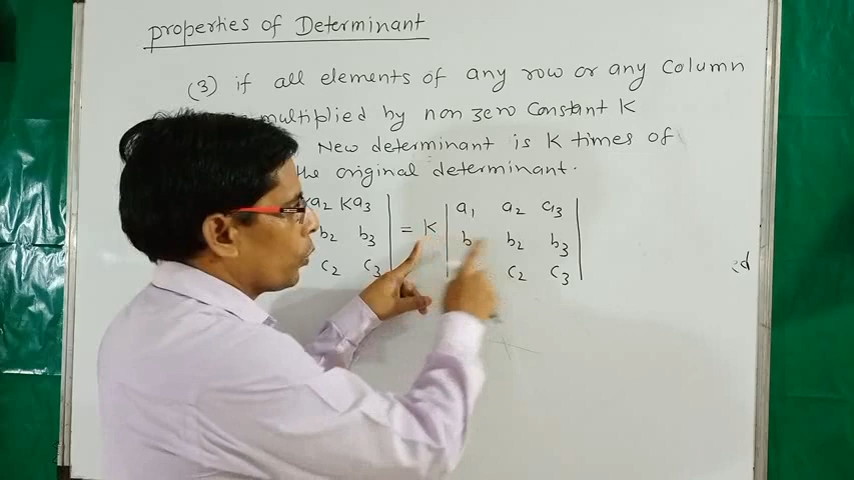 properties of Determinant
(3) if all elements of any row or any column
multiplied by non zero constant K
New determinant is K times of
the original determinant.
a2 Ka3 | = K | a1 a2 a3 |
b2 b3 | b b2 b3 |
c2 c3 | | c2 c3 |